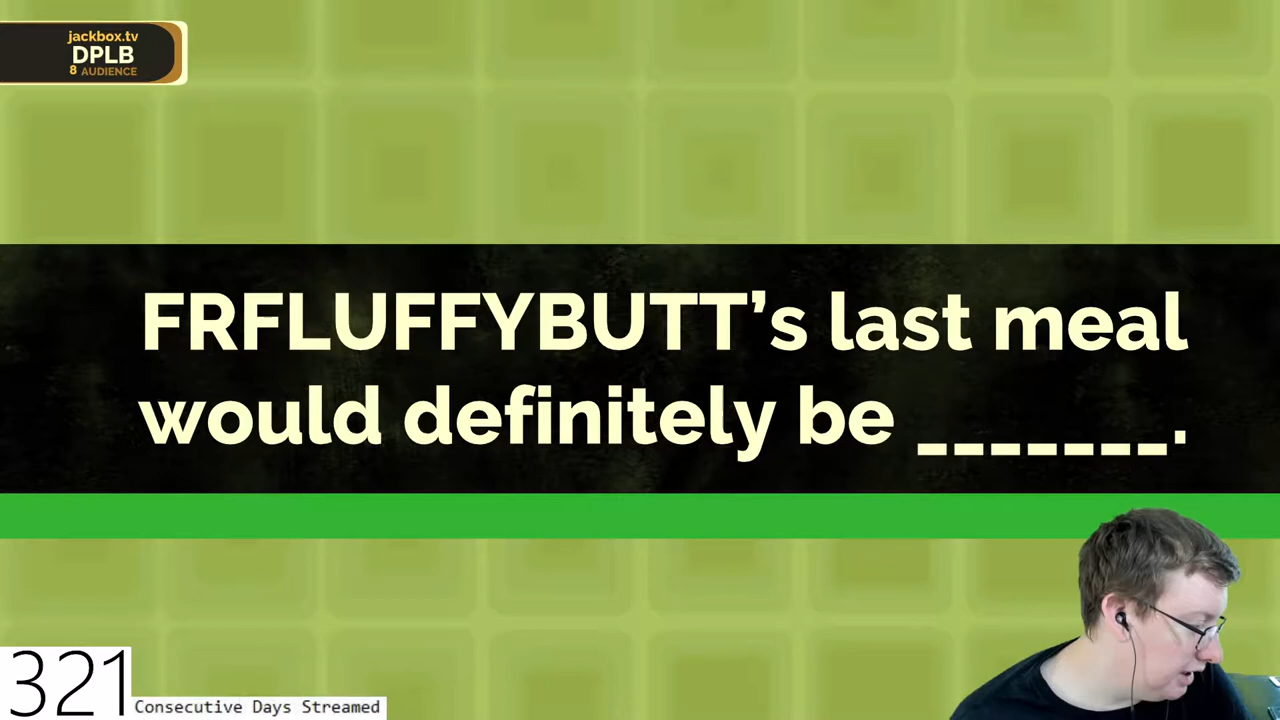 jackbox.tv
DPLB
8 AUDIENCE
FRFLUFFYBUTT’s last meal
would definitely be _______.
321
Consecutive Days Streamed